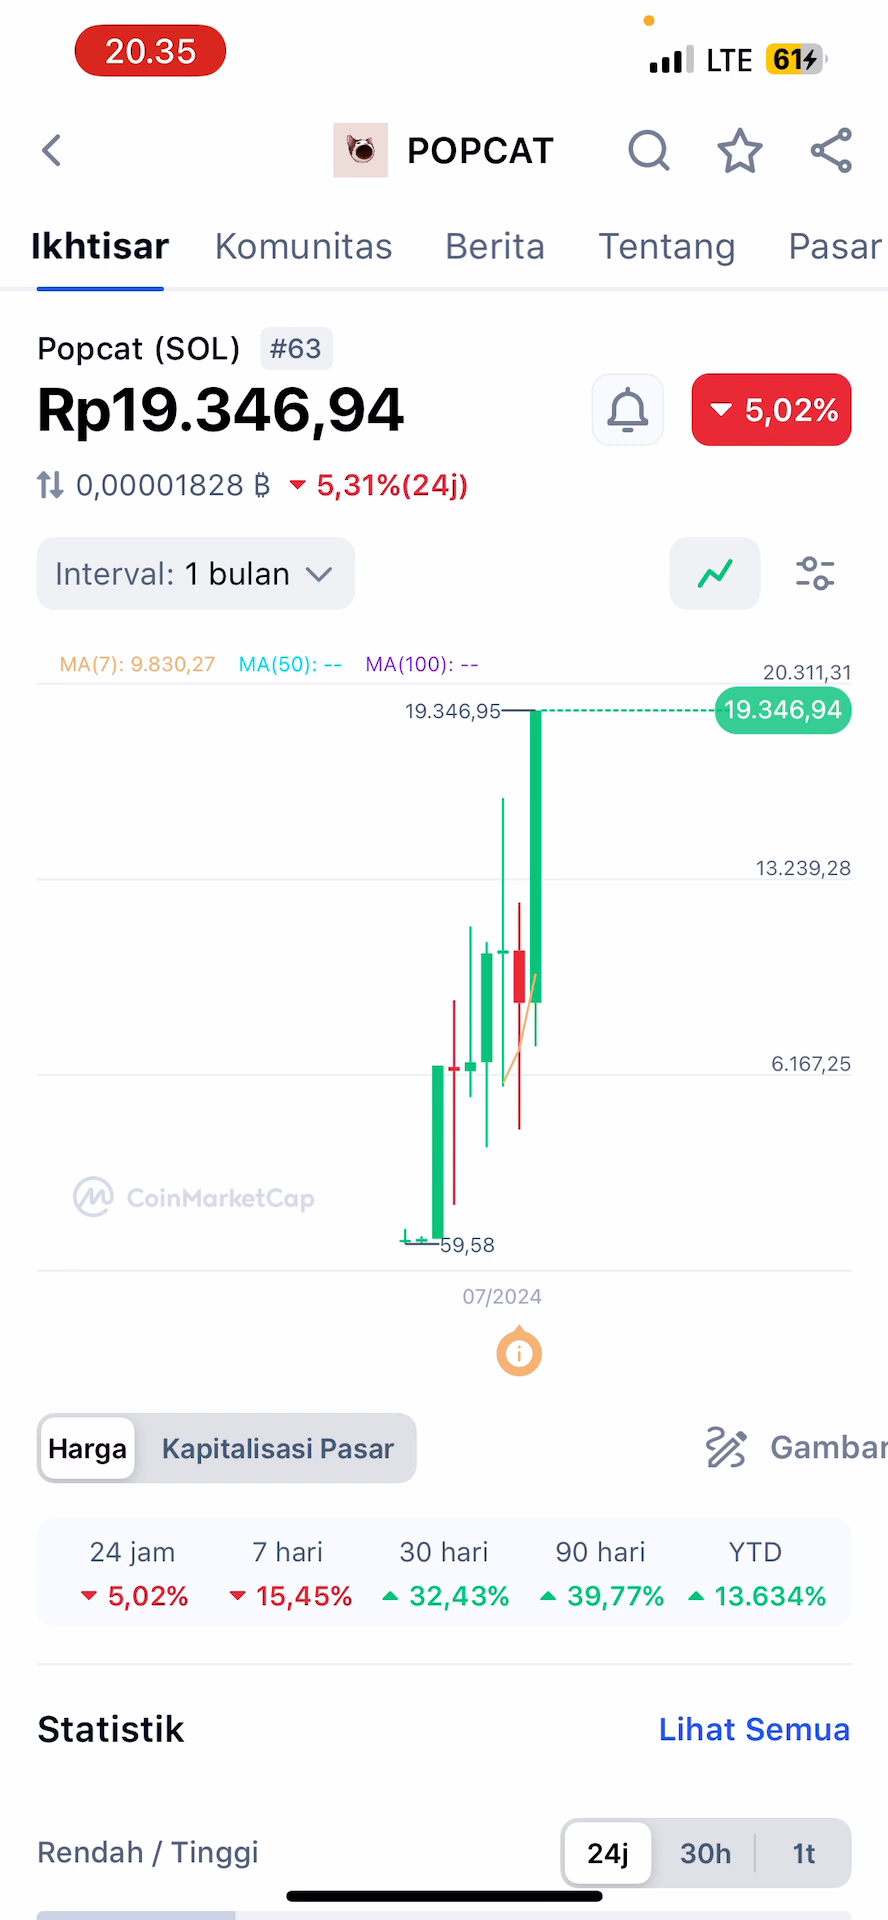 20.35
LTE 61
POPCAT
Ikhtisar Komunitas Berita Tentang Pasar
Popcat (SOL) #63
Rp19.346,94
5,02%
0,00001828 ₿ 5,31%(24j)
Interval: 1 bulan
MA(7): 9.830,27 MA(50): -- MA(100): --
20.311,31
19.346,95
19.346,94
13.239,28
6.167,25
CoinMarketCap
59,58
07/2024
Harga Kapitalisasi Pasar Gambar
24 jam 7 hari 30 hari 90 hari YTD
5,02% 15,45% 32,43% 39,77% 13.634%
Statistik Lihat Semua
Rendah / Tinggi 24j 30h 1t